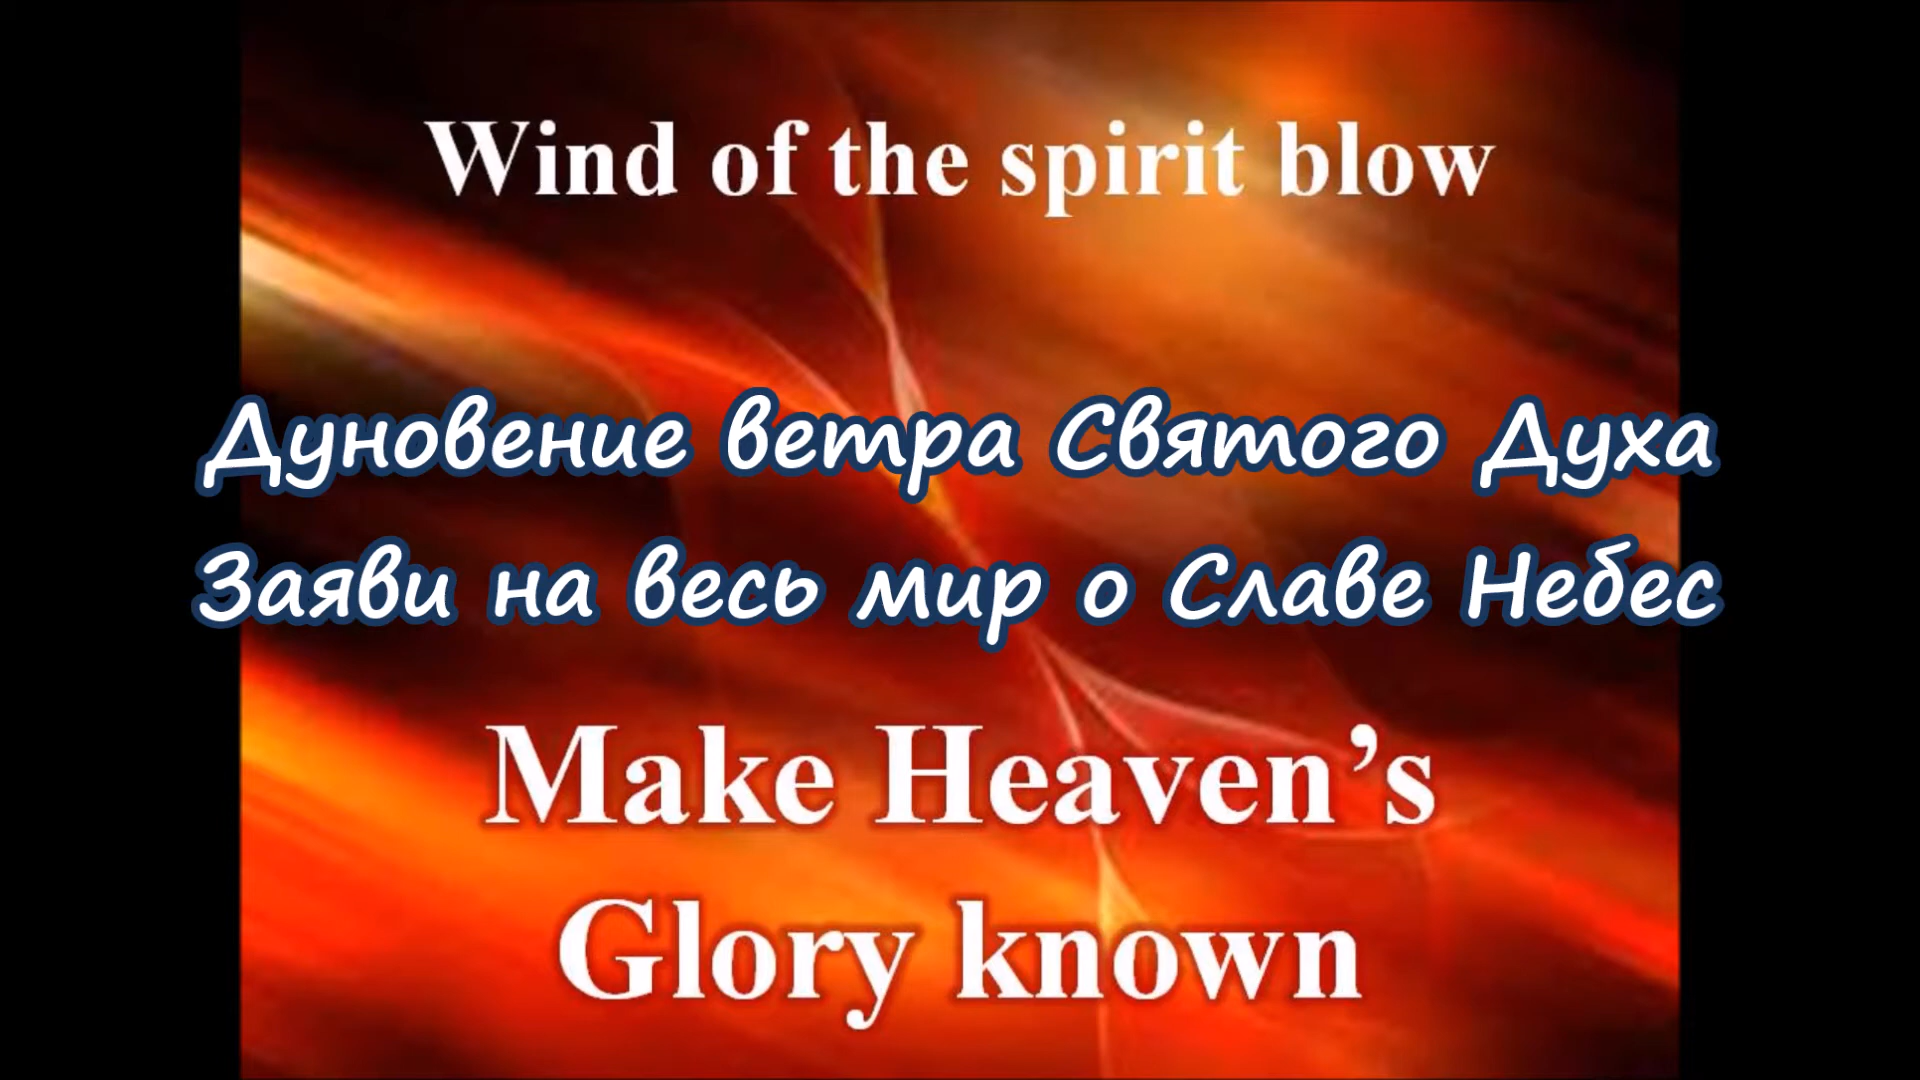 Wind of the spirit blow
Дуновение ветра Святого Духа
Заяви на весь мир о Славе Небес
Make Heaven’s
Glory known